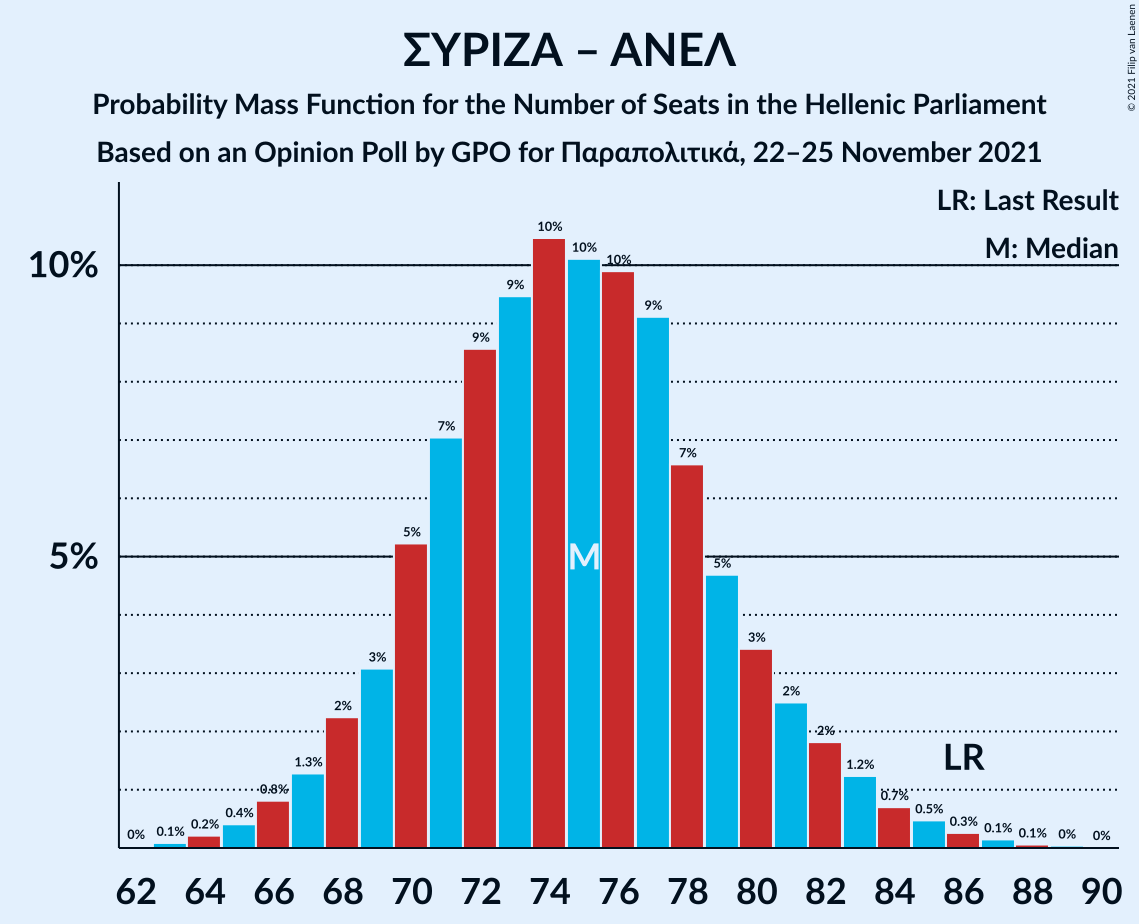 ΣΥΡΙΖΑ – ΑΝΕΛ
Probability Mass Function for the Number of Seats in the Hellenic Parliament
Based on an Opinion Poll by GPO for Παραπολιτικά, 22–25 November 2021
© 2021 Filip van Laenen
LR: Last Result
M: Median
10%
5%
0% 0.1% 0.2% 0.4% 0.8% 1.3% 2% 3% 5% 7% 9% 9% 10% 10% 10% 9% 7% 5% 3% 2% 2% 1.2% 0.7% 0.5% 0.3% 0.1% 0.1% 0% 0%
M
LR
62 64 66 68 70 72 74 76 78 80 82 84 86 88 90